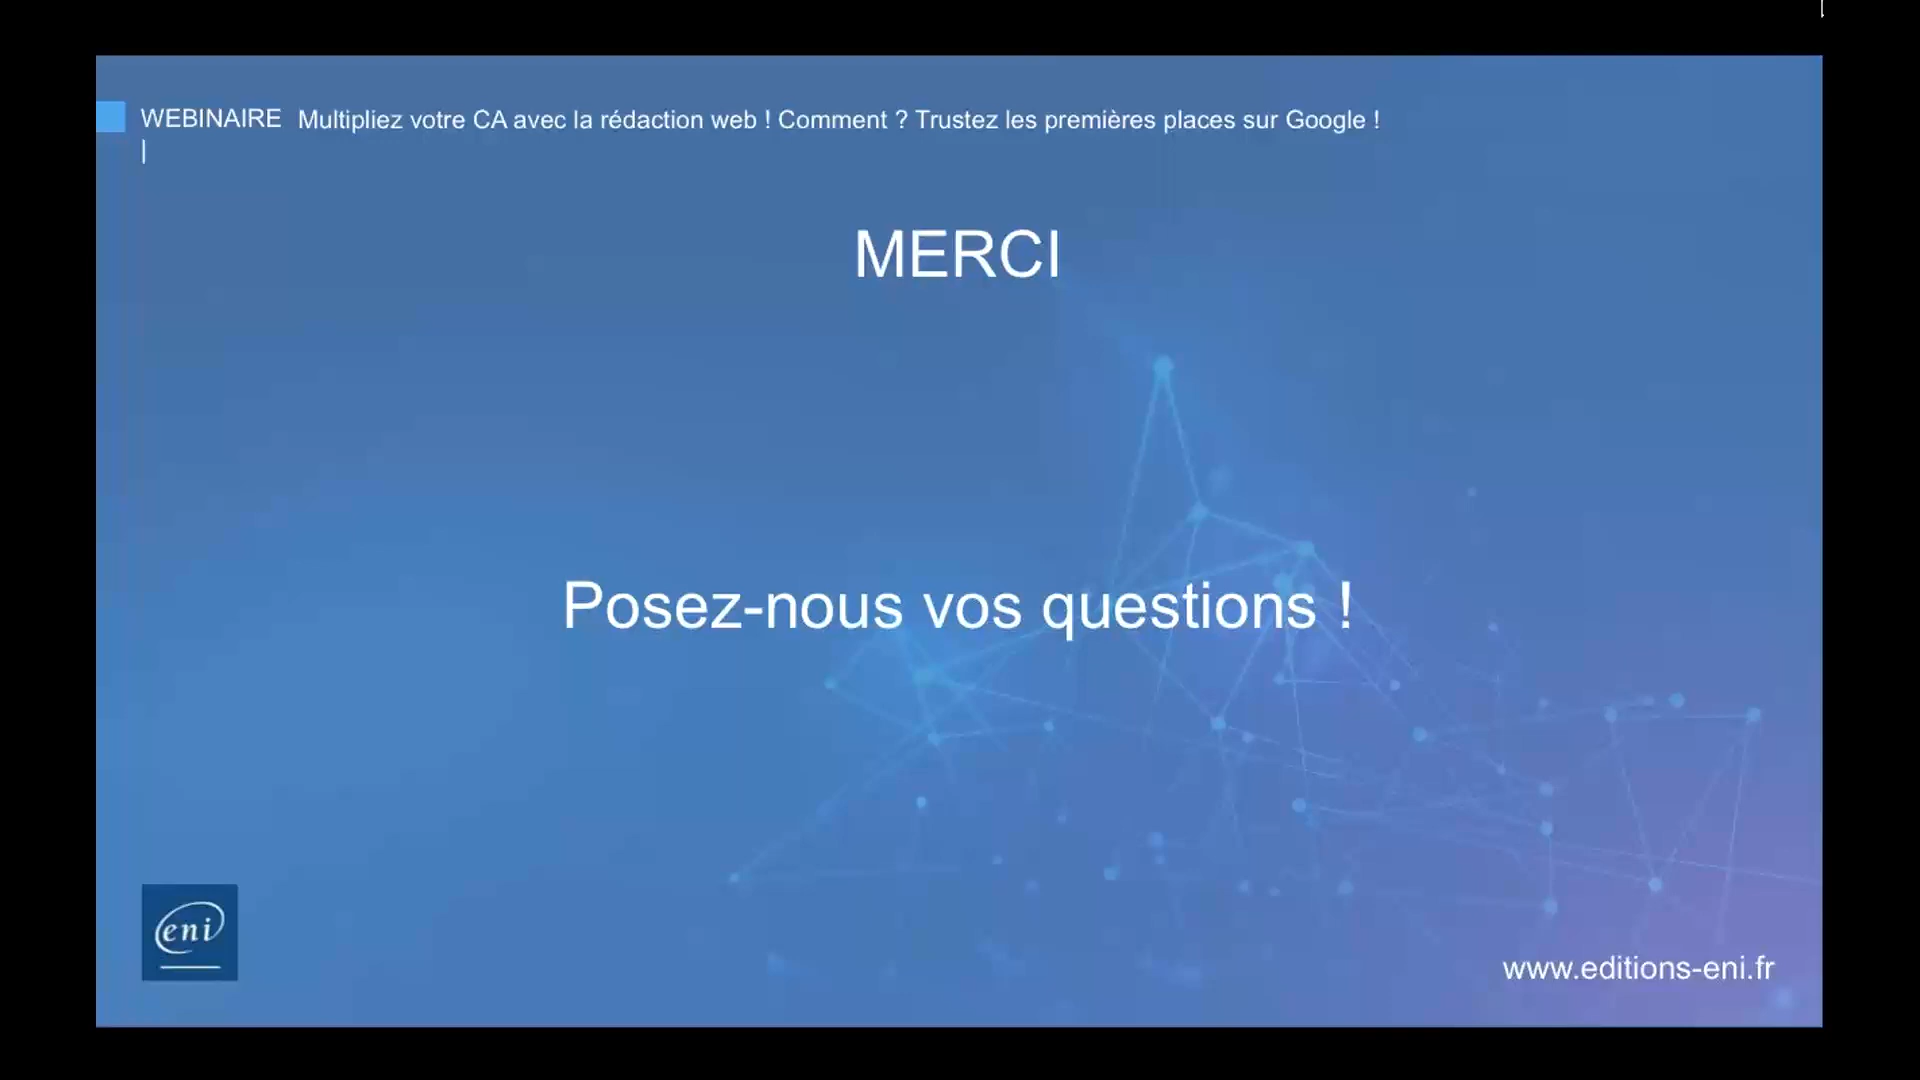 WEBINAIRE Multipliez votre CA avec la rédaction web ! Comment ? Trustez les premières places sur Google !
|
MERCI
Posez-nous vos questions !
eni
www.editions-eni.fr